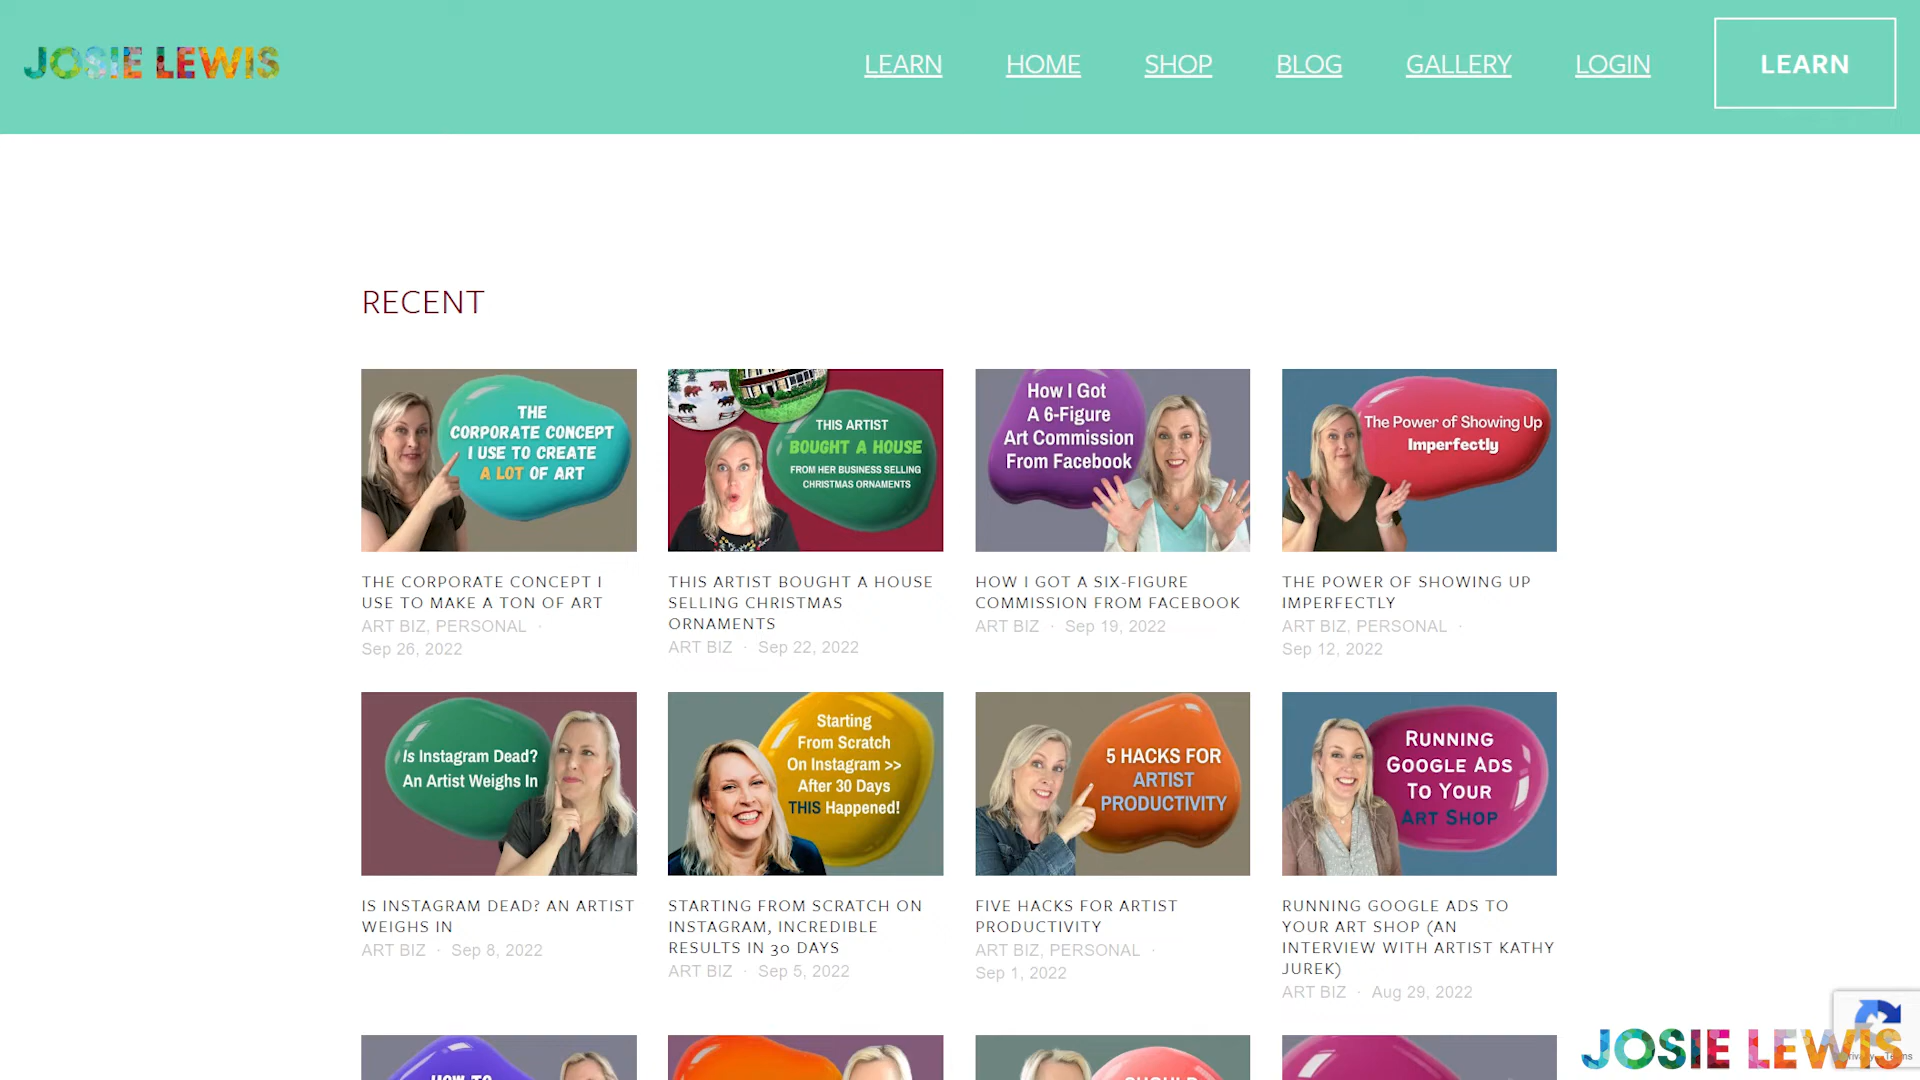 JOSIE LEWIS
LEARN HOME SHOP BLOG GALLERY LOGIN LEARN
RECENT
THE
CORPORATE CONCEPT
I USE TO CREATE
A LOT OF ART
THIS ARTIST
BOUGHT A HOUSE
FROM HER BUSINESS SELLING
CHRISTMAS ORNAMENTS
How I Got
A 6-Figure
Art Commission
From Facebook
The Power of Showing Up
Imperfectly
THE CORPORATE CONCEPT I
USE TO MAKE A TON OF ART
ART BIZ, PERSONAL ·
Sep 26, 2022
THIS ARTIST BOUGHT A HOUSE
SELLING CHRISTMAS
ORNAMENTS
ART BIZ · Sep 22, 2022
HOW I GOT A SIX-FIGURE
COMMISSION FROM FACEBOOK
ART BIZ · Sep 19, 2022
THE POWER OF SHOWING UP
IMPERFECTLY
ART BIZ, PERSONAL ·
Sep 12, 2022
Is Instagram Dead?
An Artist Weighs In
Starting
From Scratch
On Instagram >>
After 30 Days
THIS Happened!
5 HACKS FOR
ARTIST
PRODUCTIVITY
RUNNING
GOOGLE ADS
TO YOUR
ART SHOP
IS INSTAGRAM DEAD? AN ARTIST
WEIGHS IN
ART BIZ · Sep 8, 2022
STARTING FROM SCRATCH ON
INSTAGRAM, INCREDIBLE
RESULTS IN 30 DAYS
ART BIZ · Sep 5, 2022
FIVE HACKS FOR ARTIST
PRODUCTIVITY
ART BIZ, PERSONAL ·
Sep 1, 2022
RUNNING GOOGLE ADS TO
YOUR ART SHOP (AN
INTERVIEW WITH ARTIST KATHY
JUREK)
ART BIZ · Aug 29, 2022
HOW-TO
SHOULD
JOSIE LEWIS